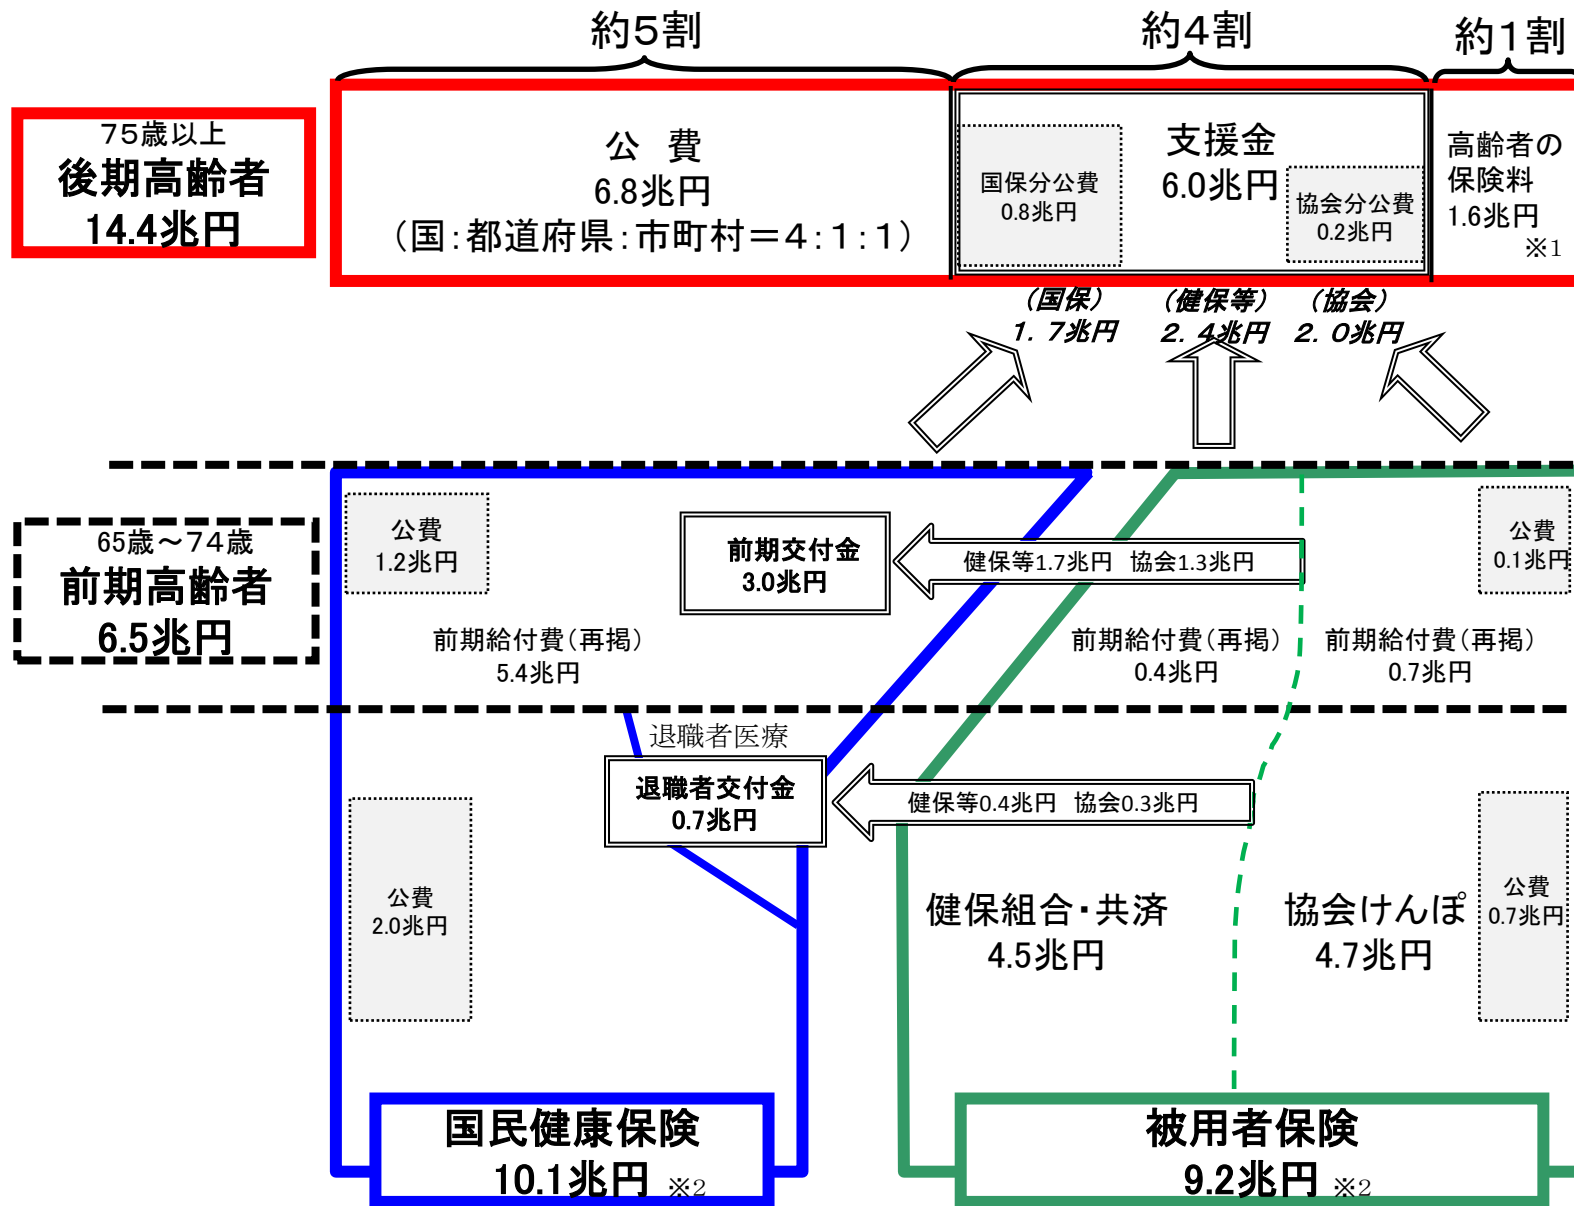 約5割
約4割
約1割
75歳以上
後期高齢者
14.4兆円
公　費
6.8兆円
（国：都道府県：市町村＝4：1：1）
国保分公費
0.8兆円
支援金
6.0兆円
協会分公費
0.2兆円
高齢者の
保険料
1.6兆円
※1
（国保）
1．7兆円
（健保等）
2．4兆円
（協会）
2．0兆円
65歳～74歳
前期高齢者
6.5兆円
公費
1.2兆円
前期交付金
3.0兆円
健保等1.7兆円　協会1.3兆円
公費
0.1兆円
前期給付費（再掲）
5.4兆円
前期給付費（再掲）
0.4兆円
前期給付費（再掲）
0.7兆円
退職者医療
退職者交付金
0.7兆円
健保等0.4兆円　協会0.3兆円
公費
2.0兆円
健保組合・共済
4.5兆円
協会けんぽ
4.7兆円
公費
0.7兆円
国民健康保険
10.1兆円 ※2
被用者保険
9.2兆円 ※2